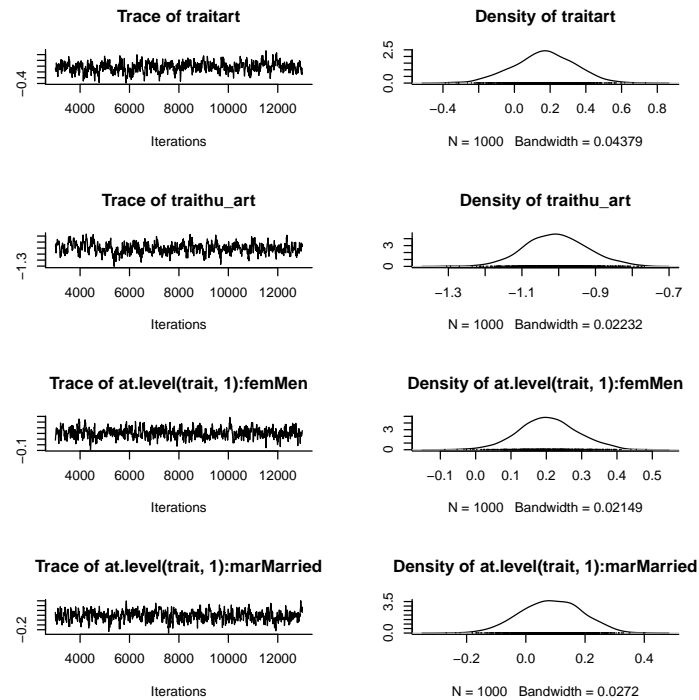 Trace of traitart
Density of traitart
−0.4
4000 6000 8000 10000 12000
Iterations
0.0 2.5
−0.4 0.0 0.2 0.4 0.6 0.8
N = 1000 Bandwidth = 0.04379
Trace of traithu_art
Density of traithu_art
−1.3
4000 6000 8000 10000 12000
Iterations
0 3
−1.3 −1.1 −0.9 −0.7
N = 1000 Bandwidth = 0.02232
Trace of at.level(trait, 1):femMen
Density of at.level(trait, 1):femMen
−0.1
4000 6000 8000 10000 12000
Iterations
0 3
−0.1 0.0 0.1 0.2 0.3 0.4 0.5
N = 1000 Bandwidth = 0.02149
Trace of at.level(trait, 1):marMarried
Density of at.level(trait, 1):marMarried
−0.2
4000 6000 8000 10000 12000
Iterations
0.0 3.5
−0.2 0.0 0.2 0.4
N = 1000 Bandwidth = 0.0272